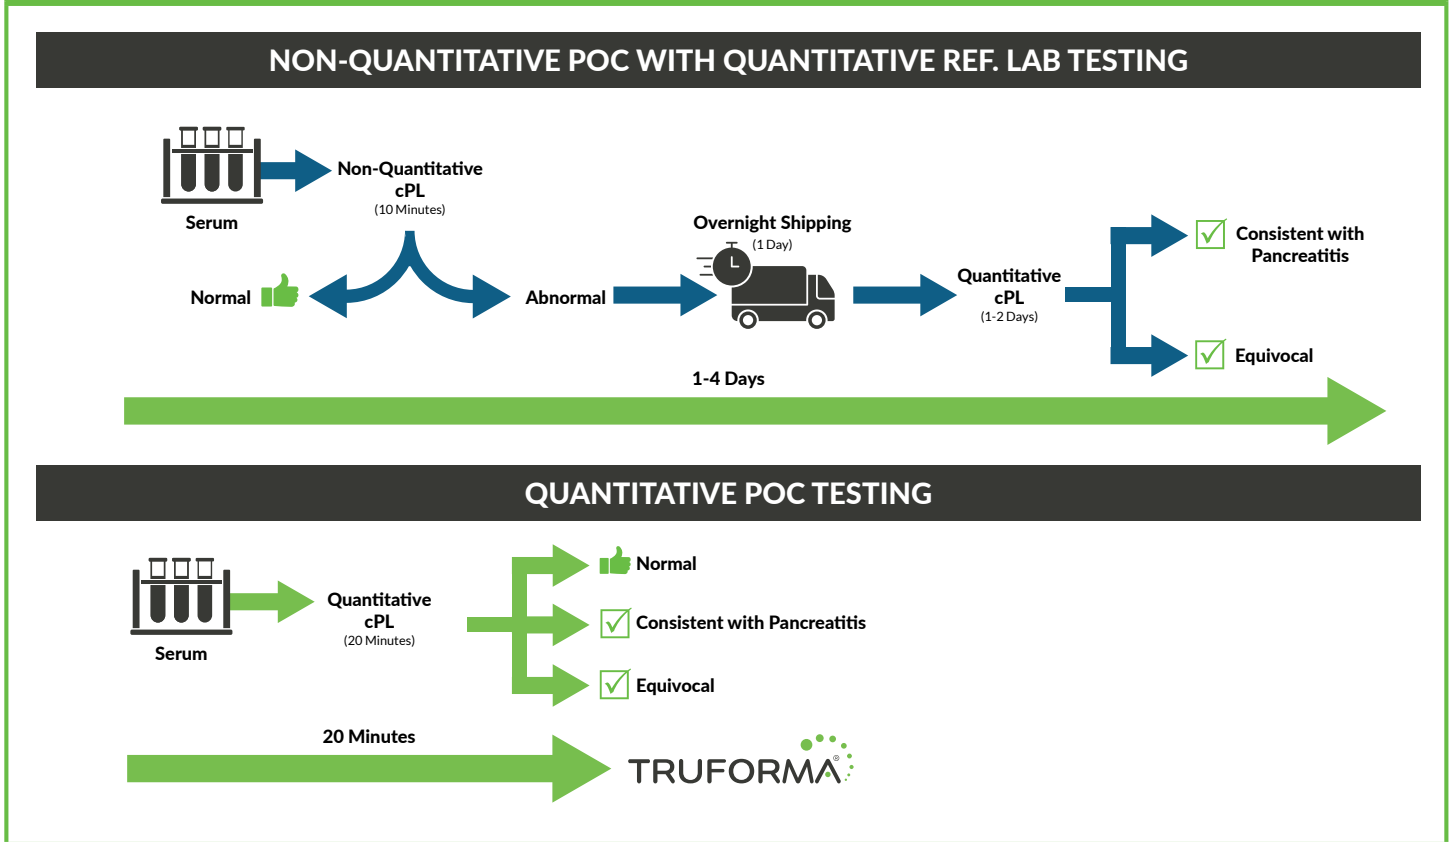 NON-QUANTITATIVE POC WITH QUANTITATIVE REF. LAB TESTING
Serum
Non-Quantitative
cPL
(10 Minutes)
Normal
Abnormal
Overnight Shipping
(1 Day)
Quantitative
cPL
(1-2 Days)
Consistent with
Pancreatitis
Equivocal
1-4 Days
QUANTITATIVE POC TESTING
Serum
Quantitative
cPL
(20 Minutes)
Normal
Consistent with Pancreatitis
Equivocal
20 Minutes
TRUFORMA®